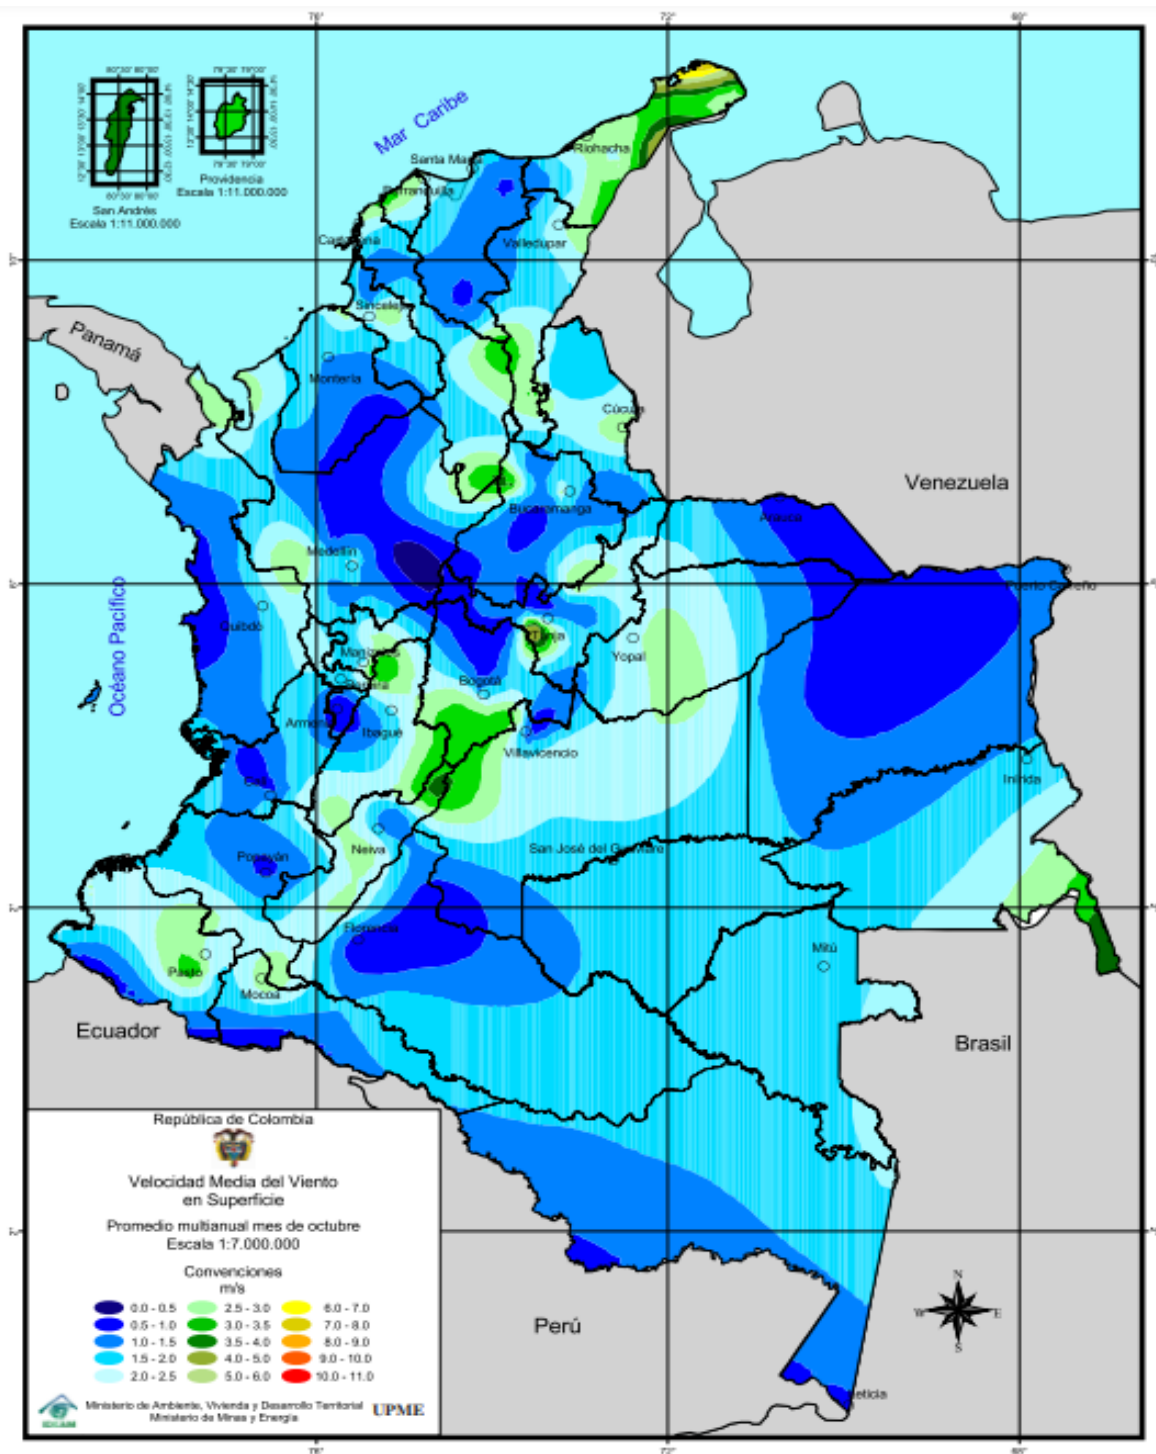 76°
72°
68°
Mar Caribe
Santa Marta
Riohacha
Barranquilla
Providencia
Escala 1:11.000.000
San Andrés
Escala 1:11.000.000
Cartagena
Valledupar
Sincelejo
Panamá
Montería
Cúcuta
Venezuela
Bucaramanga
Arauca
Medellín
Puerto Carreño
Océano Pacífico
Quibdó
Tunja
Yopal
Manizales
Pereira
Bogotá
Armenia
Ibagué
Villavicencio
Cali
Inírida
Neiva
San José del Guaviare
Popayán
Florencia
Mitú
Pasto
Mocoa
Ecuador
Brasil
República de Colombia
Velocidad Media del Viento
en Superficie
Promedio multianual mes de octubre
Escala 1:7.000.000
Convenciones
m/s
0.0 - 0.5 2.5 - 3.0 6.0 - 7.0
0.5 - 1.0 3.0 - 3.5 7.0 - 8.0
1.0 - 1.5 3.5 - 4.0 8.0 - 9.0
1.5 - 2.0 4.0 - 5.0 9.0 - 10.0
2.0 - 2.5 5.0 - 6.0 10.0 - 11.0
N
W E
S
Perú
Leticia
IDEAM
Ministerio de Ambiente, Vivienda y Desarrollo Territorial
Ministerio de Minas y Energía
UPME
76°
72°
68°